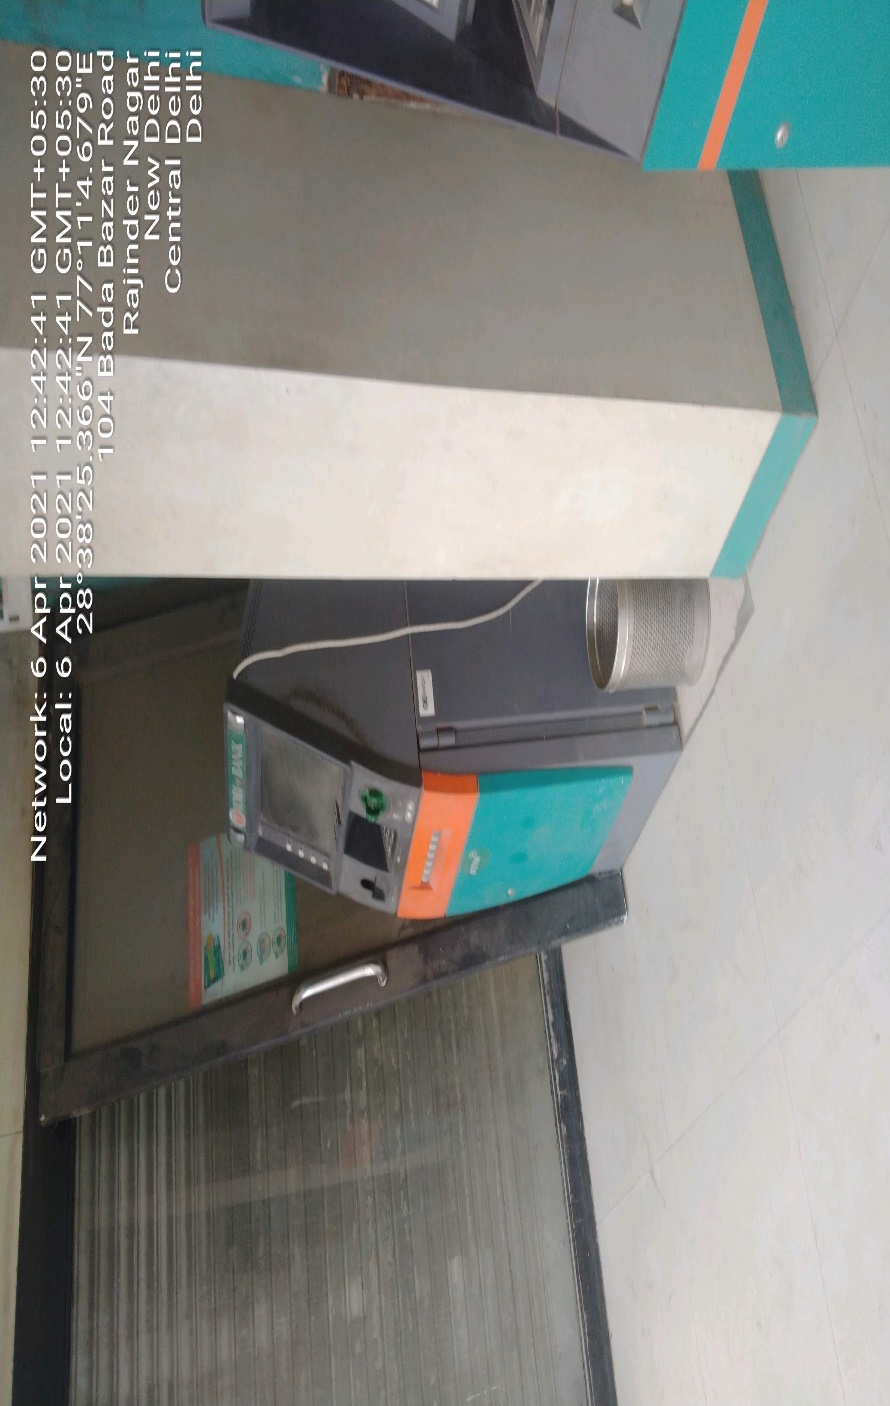 Network: 6 Apr 2021 12:42:41 GMT+05:30
Local: 6 Apr 2021 12:42:41 GMT+05:30
28°38'25.366"N 77°11'4.679"E
104 Bada Bazar Road
Rajinder Nagar
New Delhi
Central Delhi
Delhi
BANK